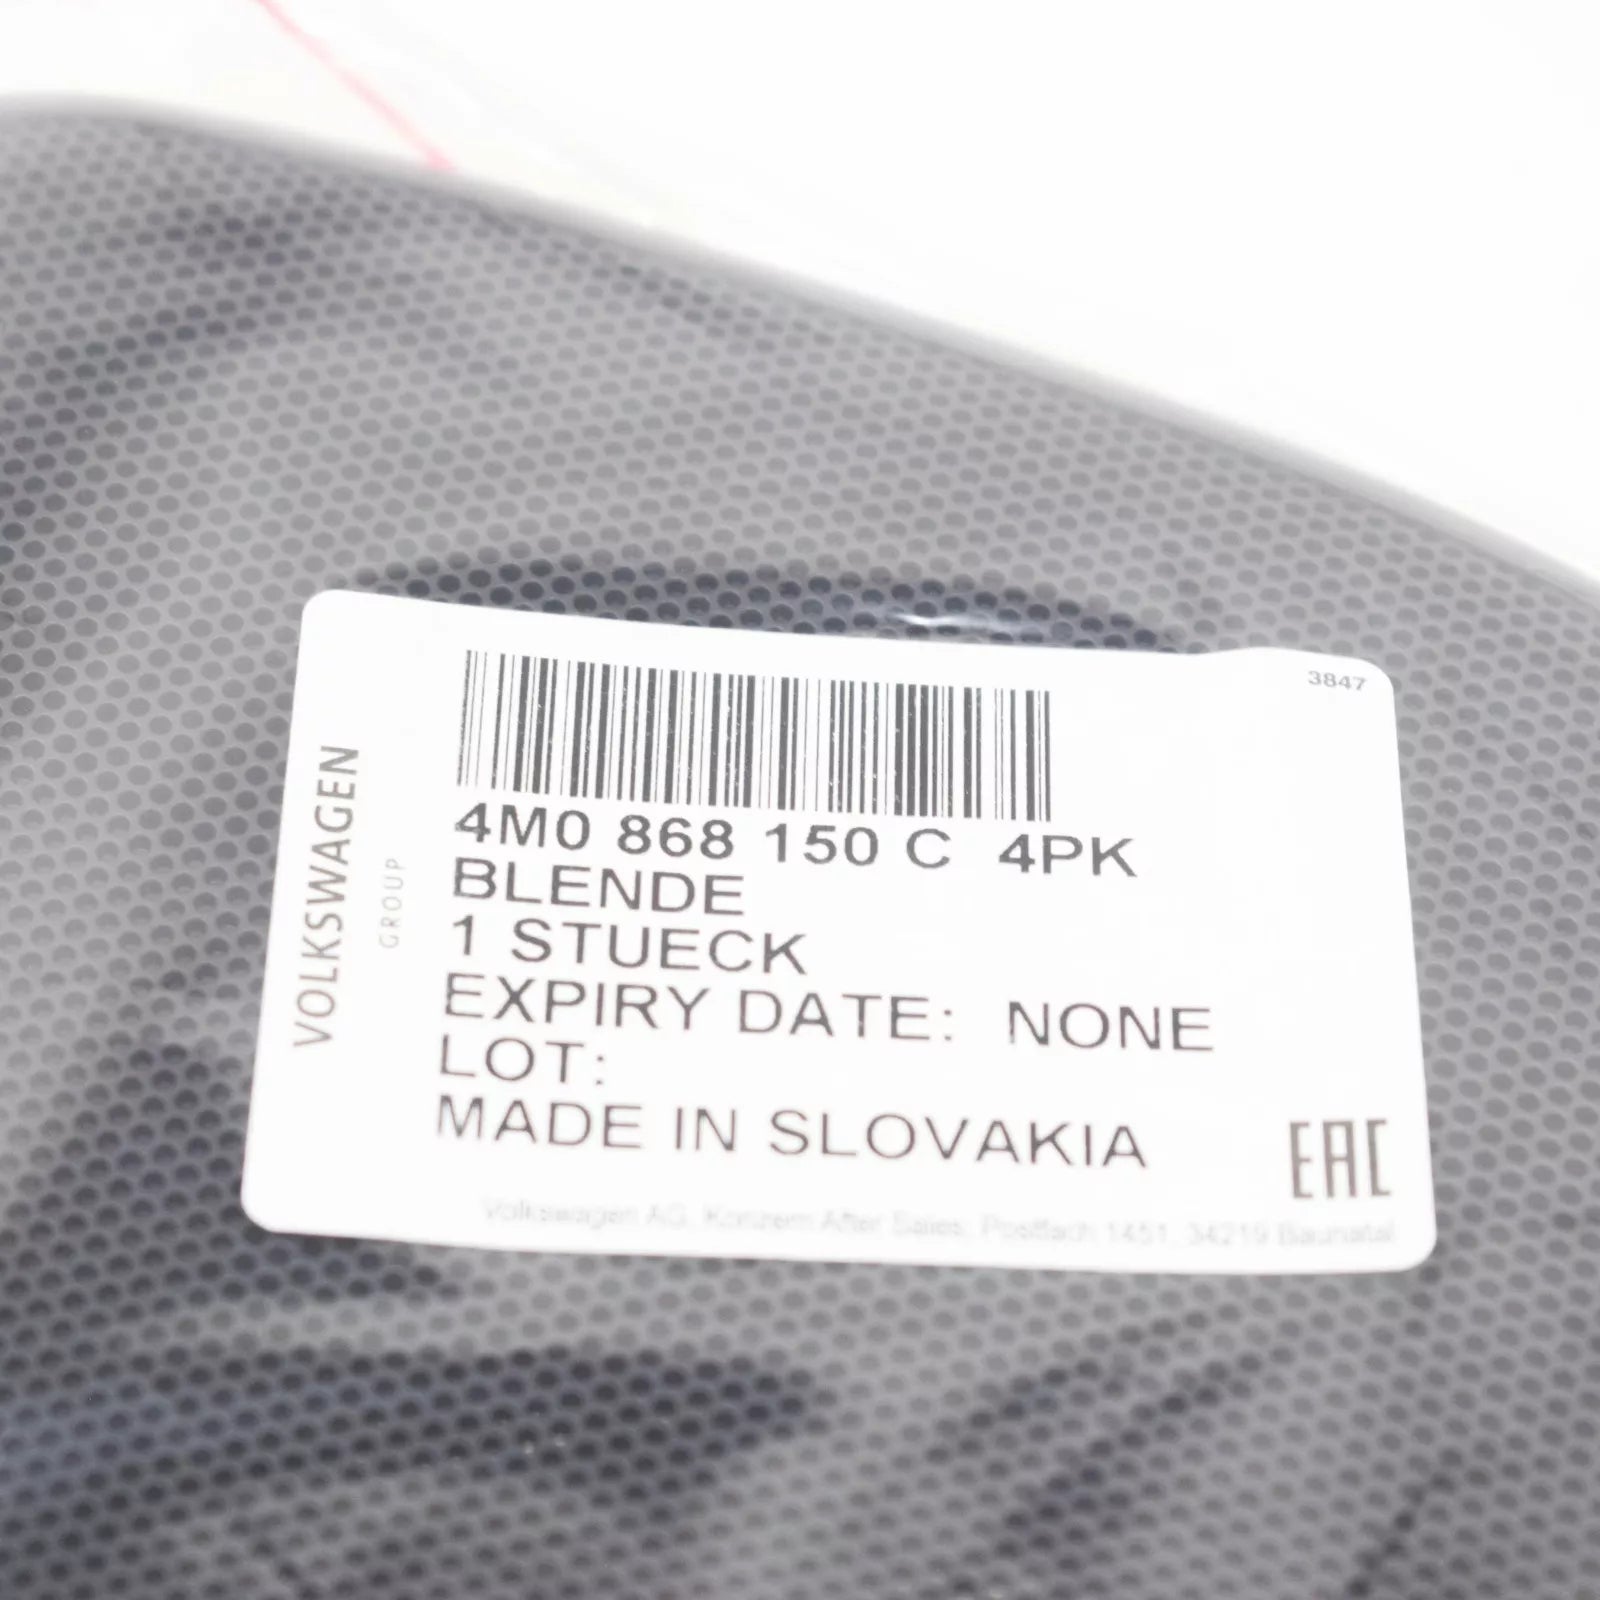 3847
VOLKSWAGEN
GROUP
4M0 868 150 C 4PK
BLENDE
1 STUECK
EXPIRY DATE: NONE
LOT:
MADE IN SLOVAKIA
EAC
Volkswagen AG, Konzern After Sales, Postfach 1451, 34219 Baunatal